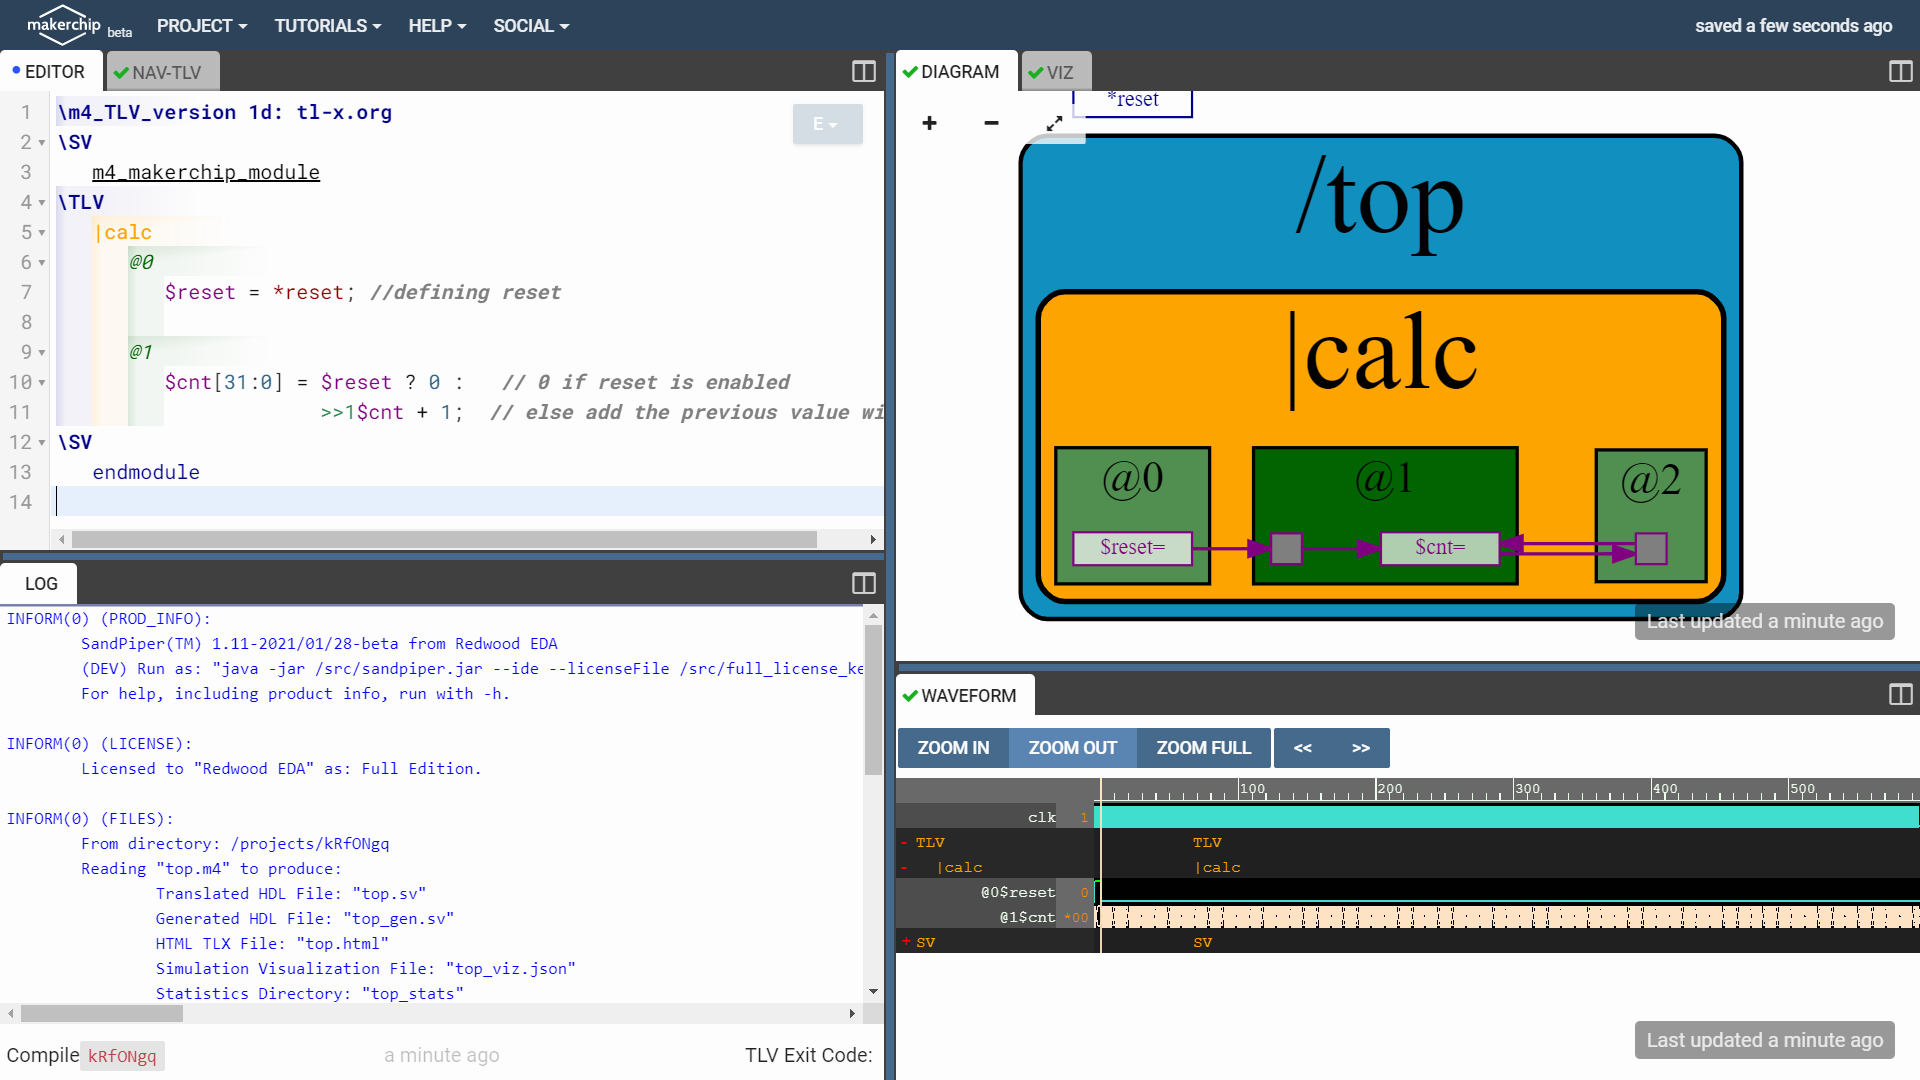 makerchip beta PROJECT TUTORIALS HELP SOCIAL saved a few seconds ago
EDITOR NAV-TLV
E
1 \m4_TLV_version 1d: tl-x.org
2 \SV
3 m4_makerchip_module
4 \TLV
5 |calc
6 @0
7 $reset = *reset; //defining reset
8
9 @1
10 $cnt[31:0] = $reset ? 0 : // 0 if reset is enabled
11 >>1$cnt + 1; // else add the previous value wi
12 \SV
13 endmodule
14
LOG
INFORM(0) (PROD_INFO):
SandPiper(TM) 1.11-2021/01/28-beta from Redwood EDA
(DEV) Run as: "java -jar /src/sandpiper.jar --ide --licenseFile /src/full_license_ke
For help, including product info, run with -h.
INFORM(0) (LICENSE):
Licensed to "Redwood EDA" as: Full Edition.
INFORM(0) (FILES):
From directory: /projects/kRfONgq
Reading "top.m4" to produce:
Translated HDL File: "top.sv"
Generated HDL File: "top_gen.sv"
HTML TLX File: "top.html"
Simulation Visualization File: "top_viz.json"
Statistics Directory: "top_stats"
Compile kRfONgq a minute ago TLV Exit Code:
DIAGRAM VIZ
+ −
*reset
/top
|calc
@0 @1 @2
$reset= $cnt=
Last updated a minute ago
WAVEFORM
ZOOM IN ZOOM OUT ZOOM FULL << >>
100 200 300 400 500
clk 1
- TLV TLV
- |calc |calc
@0$reset 0
@1$cnt *00
+ SV SV
Last updated a minute ago